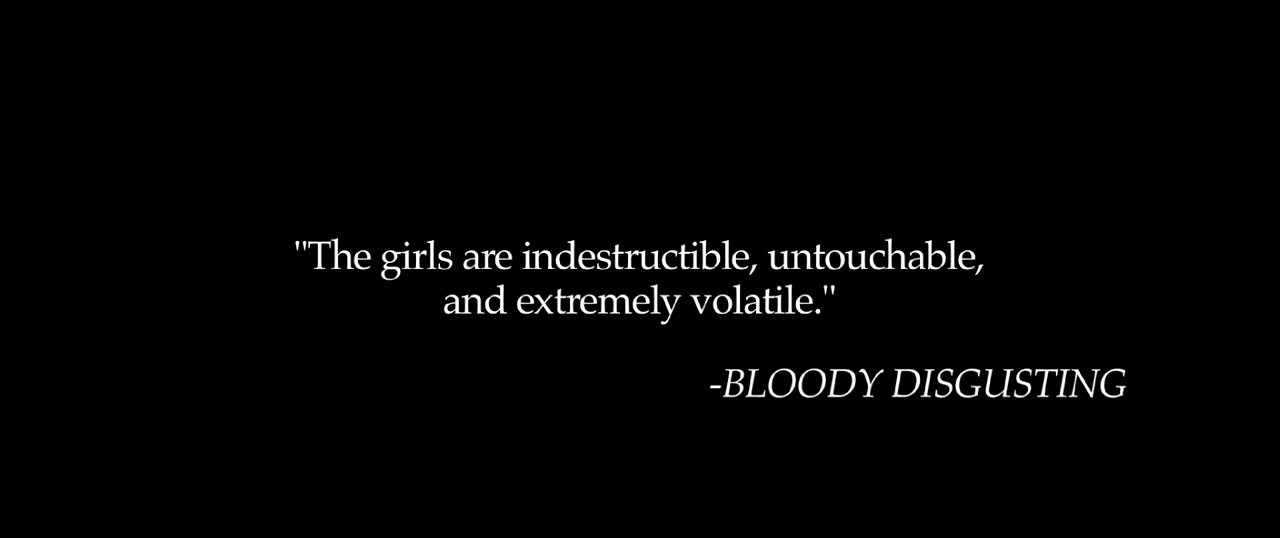 "The girls are indestructible, untouchable,
and extremely volatile."
-BLOODY DISGUSTING